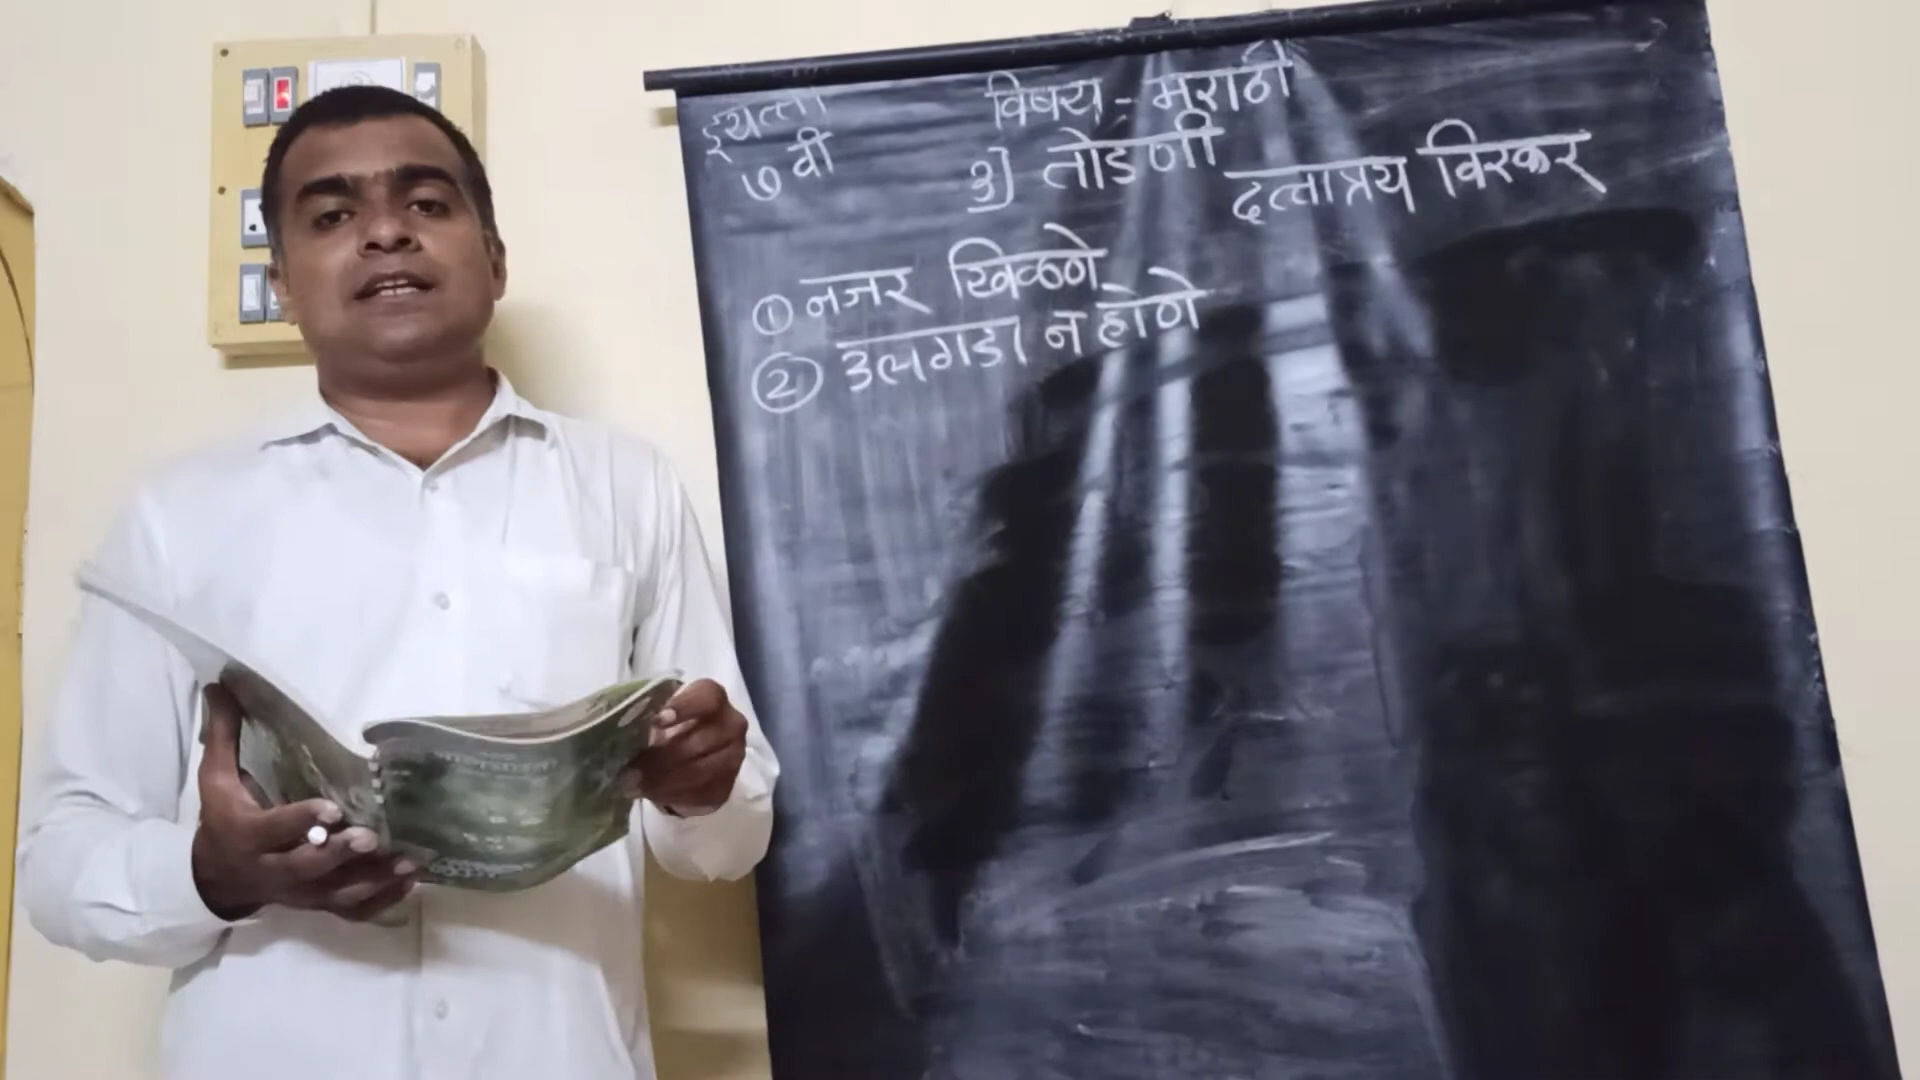 इयत्ता
७ वी
विषय :- मराठी
३] तोडणी
दत्तात्रय विरकर
① नजर खिळणे
② उलगडा न होणे